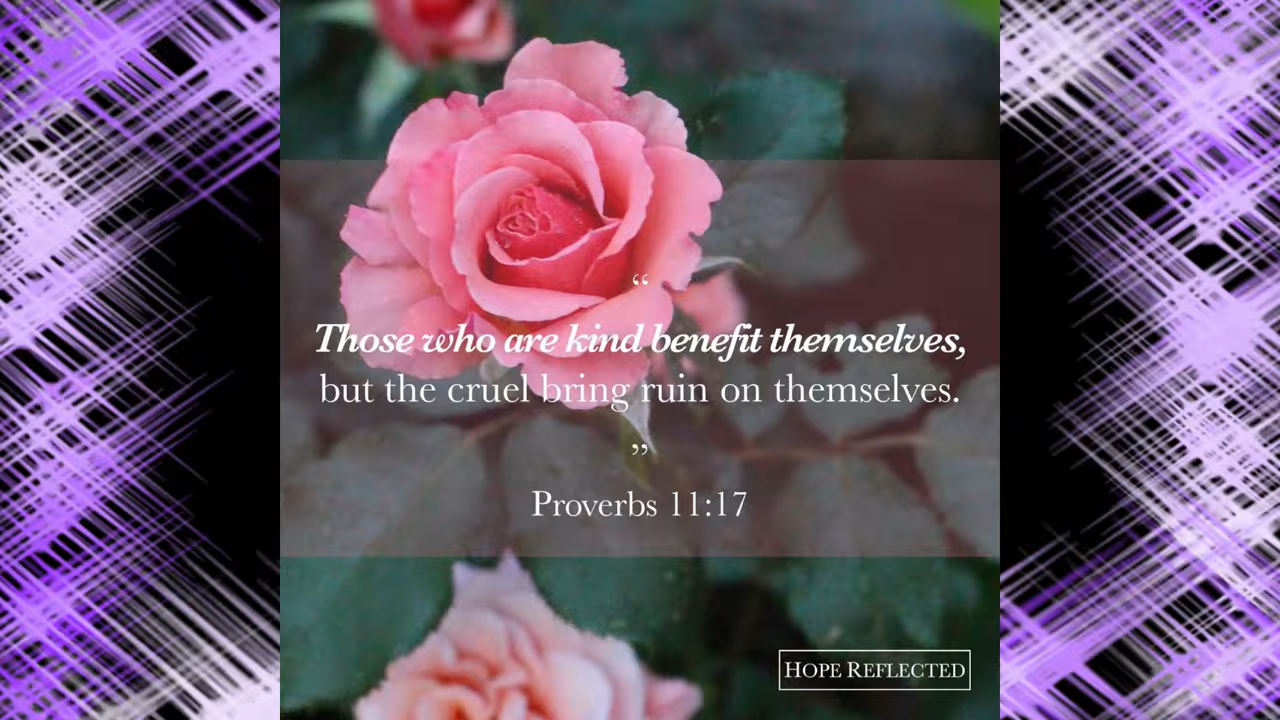 “
Those who are kind benefit themselves,
but the cruel bring ruin on themselves.
”
Proverbs 11:17
HOPE REFLECTED